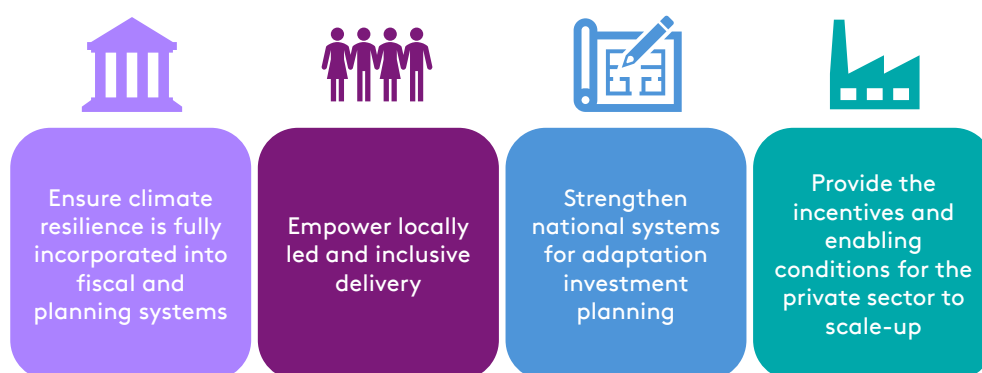 Ensure climate
resilience is fully
incorporated into
fiscal and
planning systems
Empower locally
led and inclusive
delivery
Strengthen
national systems
for adaptation
investment
planning
Provide the
incentives and
enabling
conditions for the
private sector to
scale-up